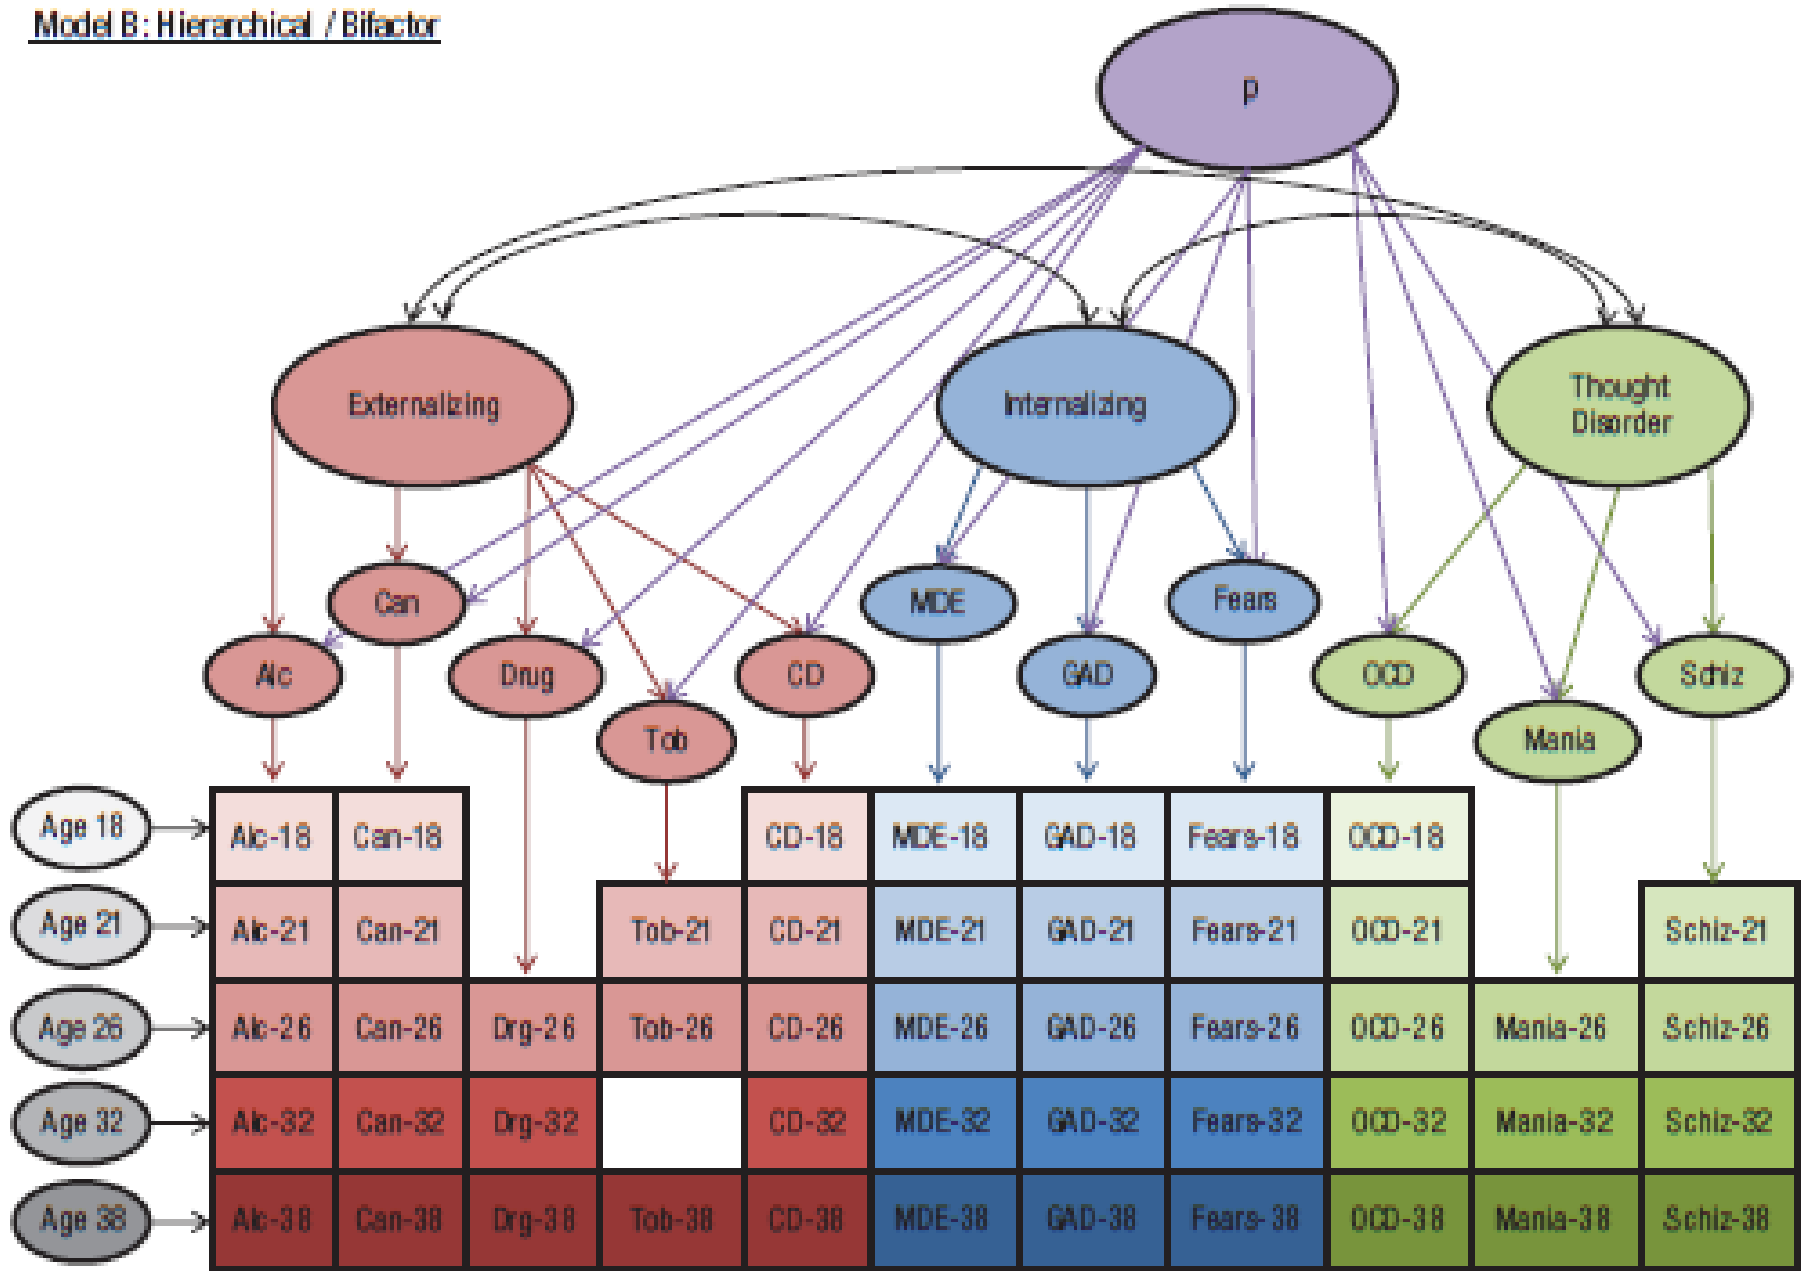 Model B: Hierarchical / Bifactor
p
Externalizing
Internalizing
Thought
Disorder
Can
MDE
Fears
Alc
Drug
CD
GAD
OCD
Schiz
Tob
Mania
Age 18
Alc-18
Can-18
CD-18
MDE-18
GAD-18
Fears-18
OCD-18
Age 21
Alc-21
Can-21
Tob-21
CD-21
MDE-21
GAD-21
Fears-21
OCD-21
Schiz-21
Age 26
Alc-26
Can-26
Drg-26
Tob-26
CD-26
MDE-26
GAD-26
Fears-26
OCD-26
Mania-26
Schiz-26
Age 32
Alc-32
Can-32
Drg-32
CD-32
MDE-32
GAD-32
Fears-32
OCD-32
Mania-32
Schiz-32
Age 38
Alc-38
Can-38
Drg-38
Tob-38
CD-38
MDE-38
GAD-38
Fears-38
OCD-38
Mania-38
Schiz-38